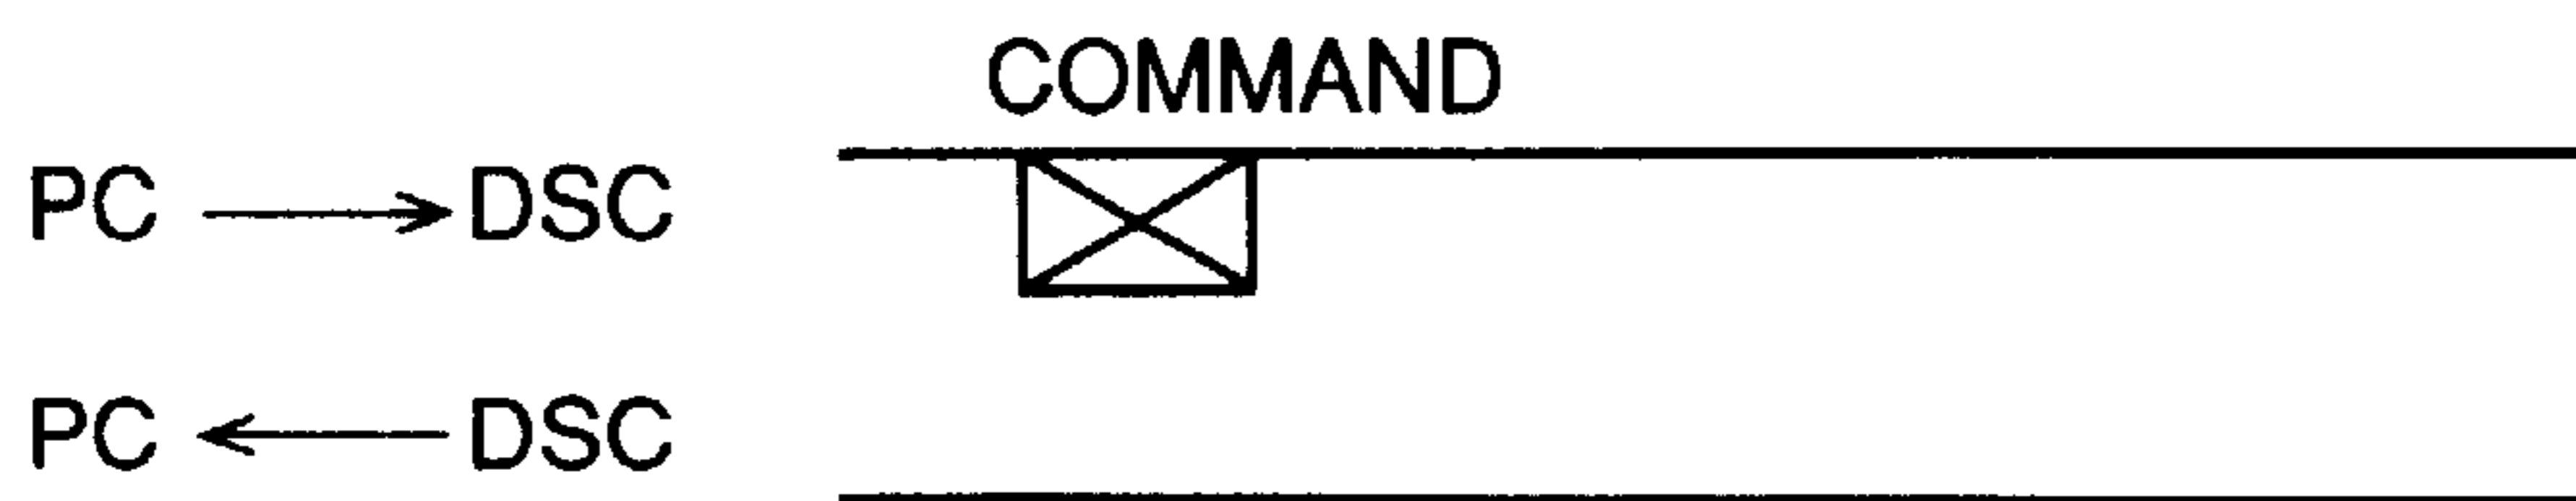 COMMAND
PC → DSC
PC ← DSC